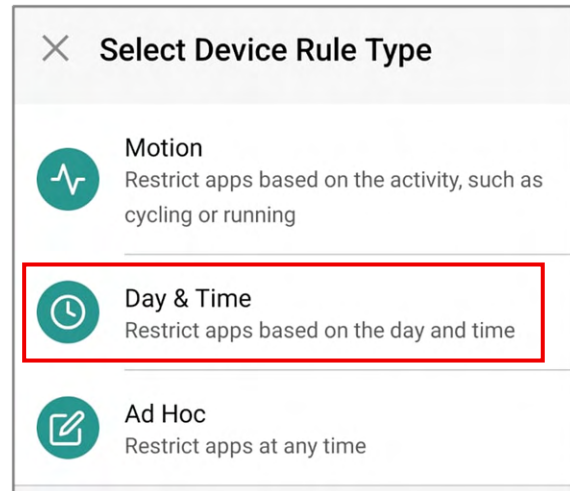 Select Device Rule Type
Motion
Restrict apps based on the activity, such as
cycling or running
Day & Time
Restrict apps based on the day and time
Ad Hoc
Restrict apps at any time